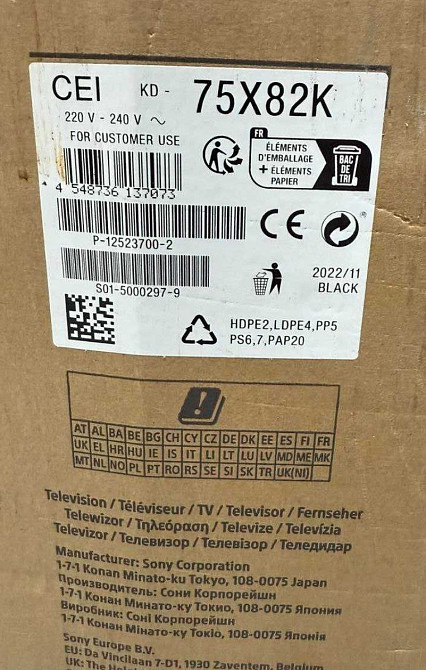 CEI KD - 75X82K
220 V - 240 V ~
FOR CUSTOMER USE
FR
ÉLÉMENTS
D'EMBALLAGE
+ ÉLÉMENTS
PAPIER
BAC
DE
TRI
4 548736 137073
P-12523700-2
CE
S01-5000297-9
2022/11
BLACK
HDPE2,LDPE4,PP5
PS6,7,PAP20
AT AL BA BE BG CH CY CZ DE DK EE ES FI FR
UK EL HR HU IE IS IT LI LT LU LV MD ME MK
MT NL NO PL PT RO RS SE SI SK TR UK(NI)
Television / Téléviseur / TV / Televisor / Fernseher
Telewizor / Τηλεόραση / Televize / Televízia
Televizor / Телевизор / Телевізор / Теледидар
Manufacturer: Sony Corporation
1-7-1 Konan Minato-ku Tokyo, 108-0075 Japan
Производитель: Сони Корпорейшн
1-7-1 Конан Минато-ку Токио, 108-0075 Япония
Виробник: Соні Корпорейшн
1-7-1 Конан Мінато-ку Токіо, 108-0075 Японія
Sony Europe B.V.
EU: Da Vincilaan 7-D1, 1930 Zaventem, Belgium
UK: The